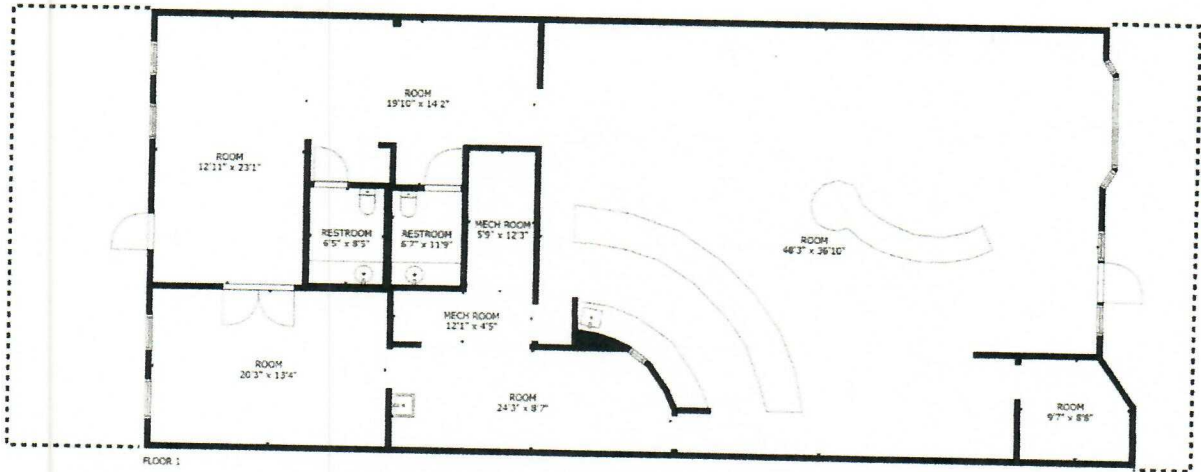 ROOM
19'10" x 14'2"
ROOM
12'11" x 23'1"
RESTROOM
6'5" x 8'5"
RESTROOM
6'7" x 11'9"
MECH ROOM
5'9" x 12'3"
ROOM
48'3" x 36'10"
MECH ROOM
12'1" x 4'5"
ROOM
20'3" x 13'4"
ROOM
24'3" x 8'7"
ROOM
9'7" x 8'8"
FLOOR 1